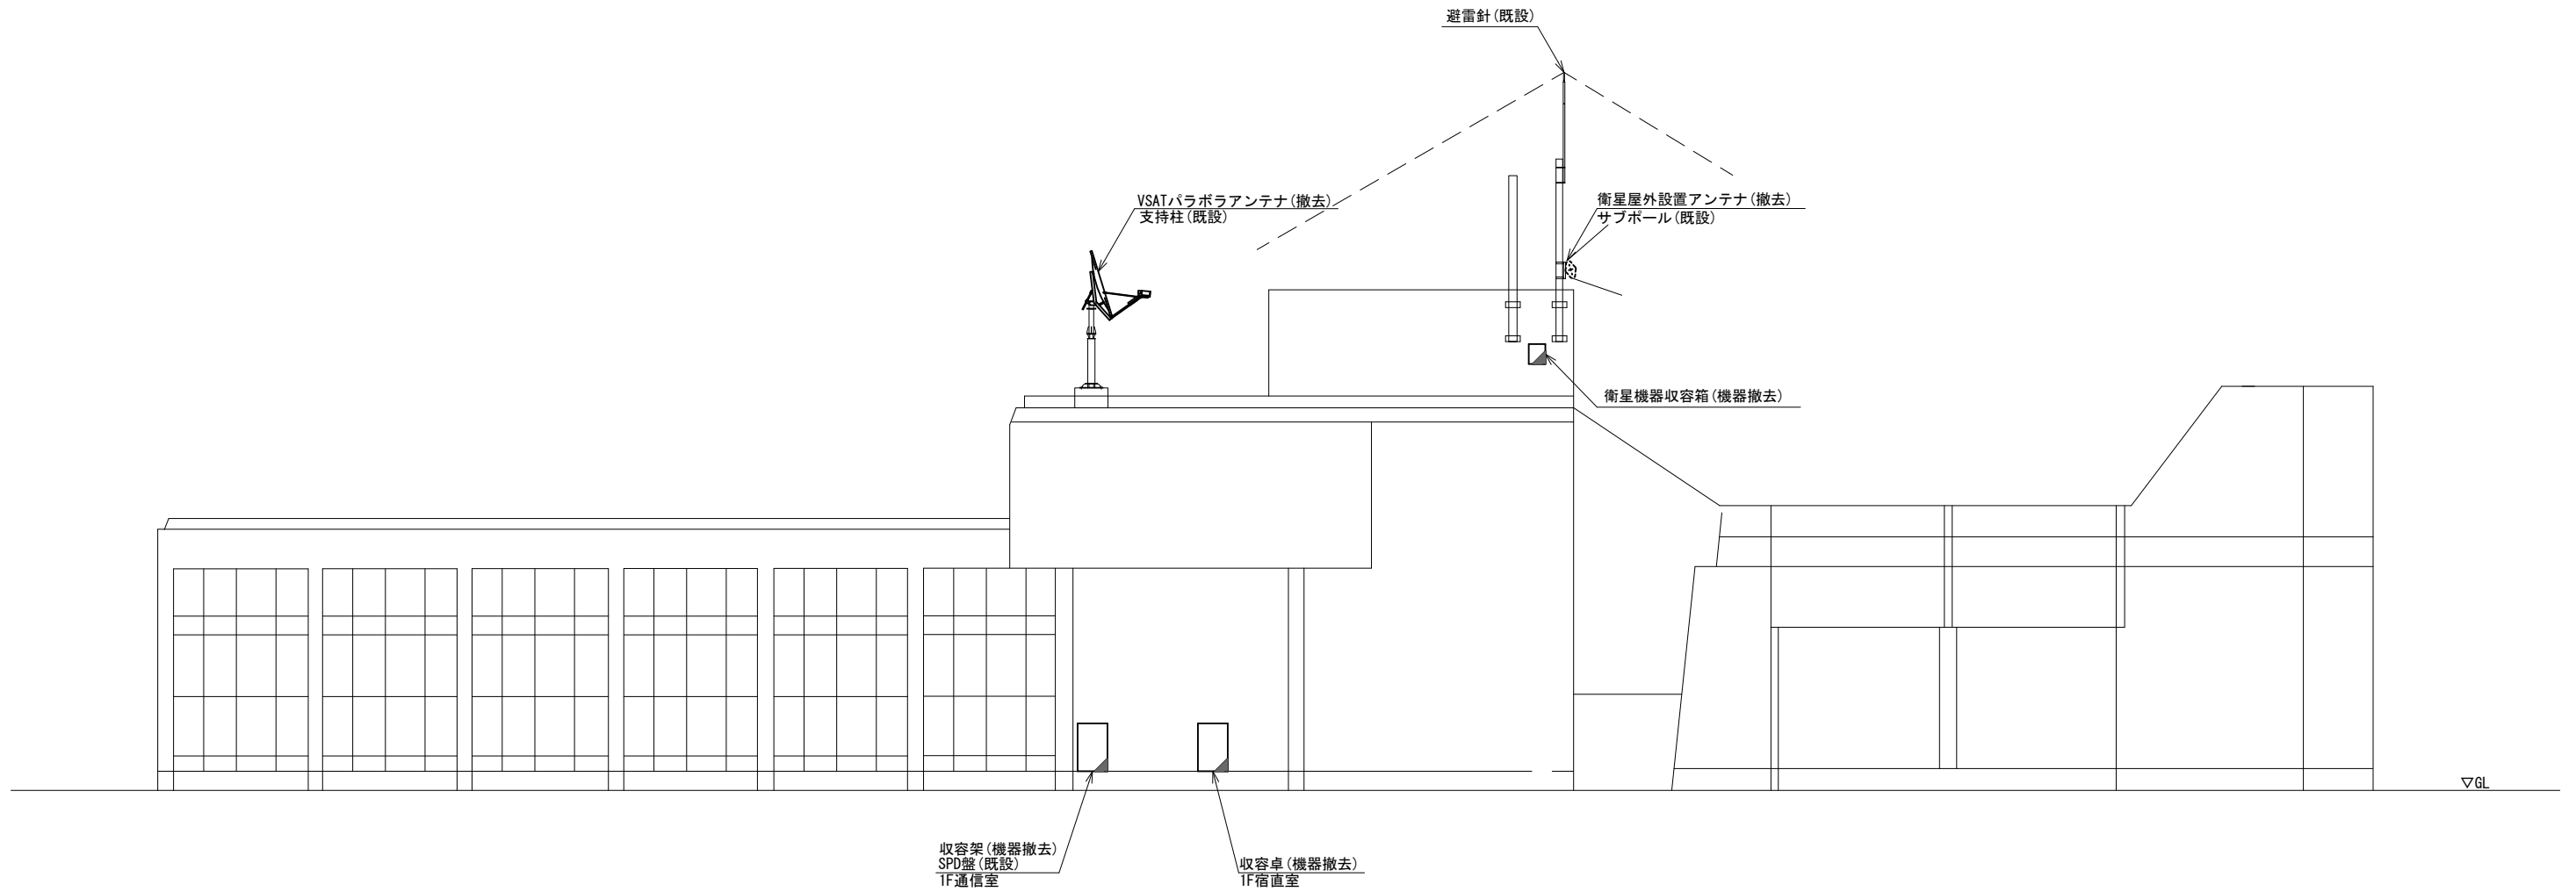 避雷針(既設)
VSATパラボラアンテナ(撤去)
支持柱(既設)
衛星屋外設置アンテナ(撤去)
サブポール(既設)
衛星機器収容箱(機器撤去)
▽GL
収容架(機器撤去)
SPD盤(既設)
1F通信室
収容卓(機器撤去)
1F宿直室